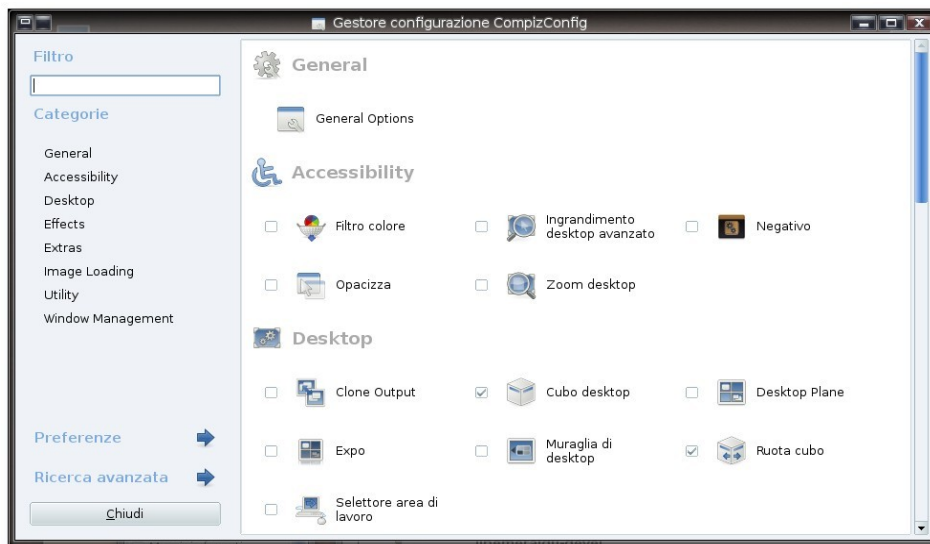 Gestore configurazione CompizConfig
Filtro
Categorie
General
Accessibility
Desktop
Effects
Extras
Image Loading
Utility
Window Management
Preferenze
Ricerca avanzata
Chiudi
General
General Options
Accessibility
Filtro colore
Ingrandimento
desktop avanzato
Negativo
Opacizza
Zoom desktop
Desktop
Clone Output
Cubo desktop
Desktop Plane
Expo
Muraglia di
desktop
Ruota cubo
Selettore area di
lavoro